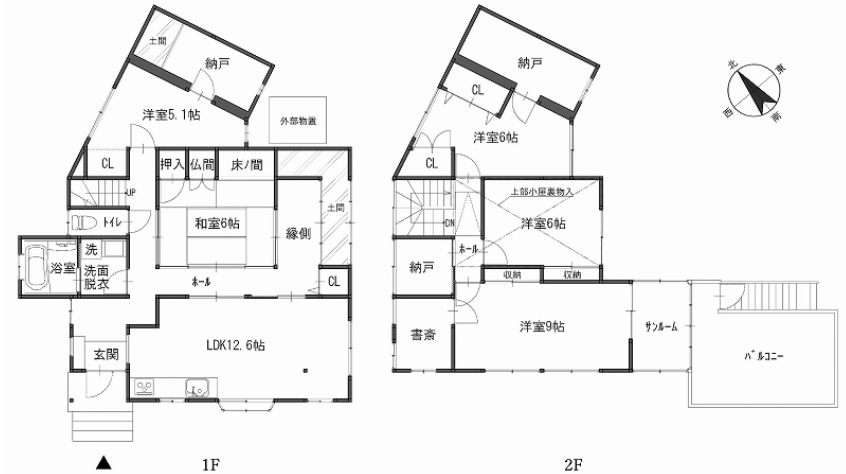 土間
納戸
洋室5.1帖
外部物置
CL
押入
仏間
床ノ間
UP
トイレ
和室6帖
縁側
土間
浴室
洗
洗面
脱衣
ホール
CL
玄関
LDK12.6帖
1F
納戸
CL
洋室6帖
CL
上部小屋裏物入
DN
洋室6帖
ホール
納戸
収納
収納
書斎
洋室9帖
サンルーム
バルコニー
2F
北
東
西
南